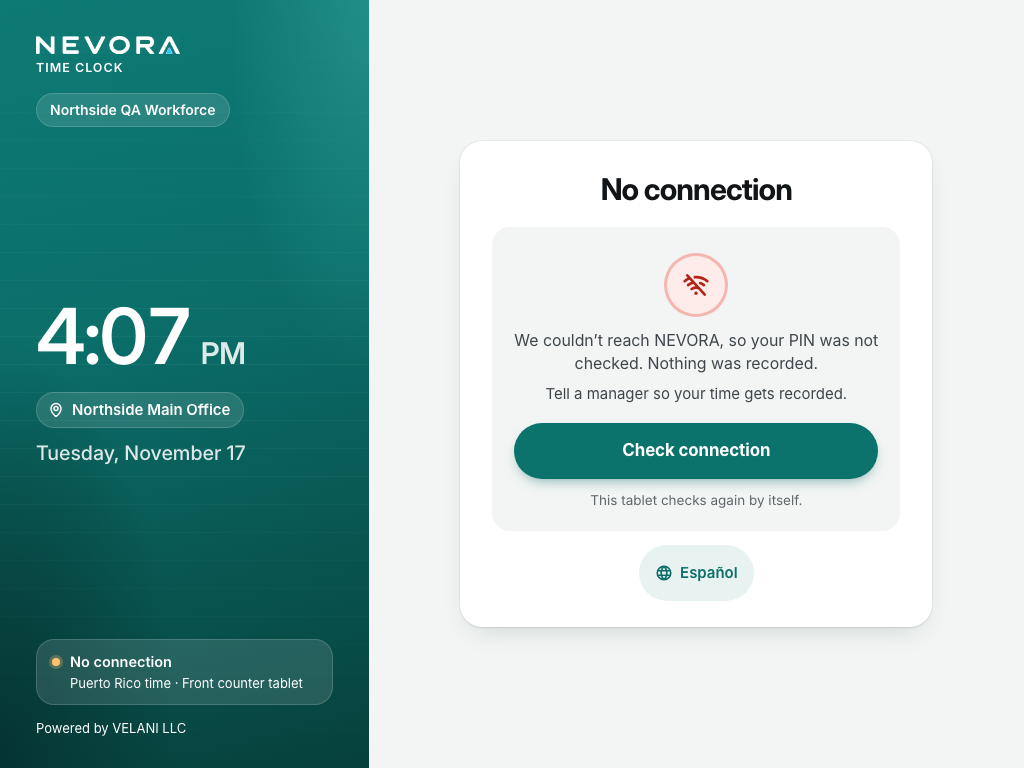 NEVORA
TIME CLOCK
Northside QA Workforce
4:07 PM
Northside Main Office
Tuesday, November 17
No connection
Puerto Rico time · Front counter tablet
Powered by VELANI LLC
No connection
We couldn’t reach NEVORA, so your PIN was not
checked. Nothing was recorded.
Tell a manager so your time gets recorded.
Check connection
This tablet checks again by itself.
Español